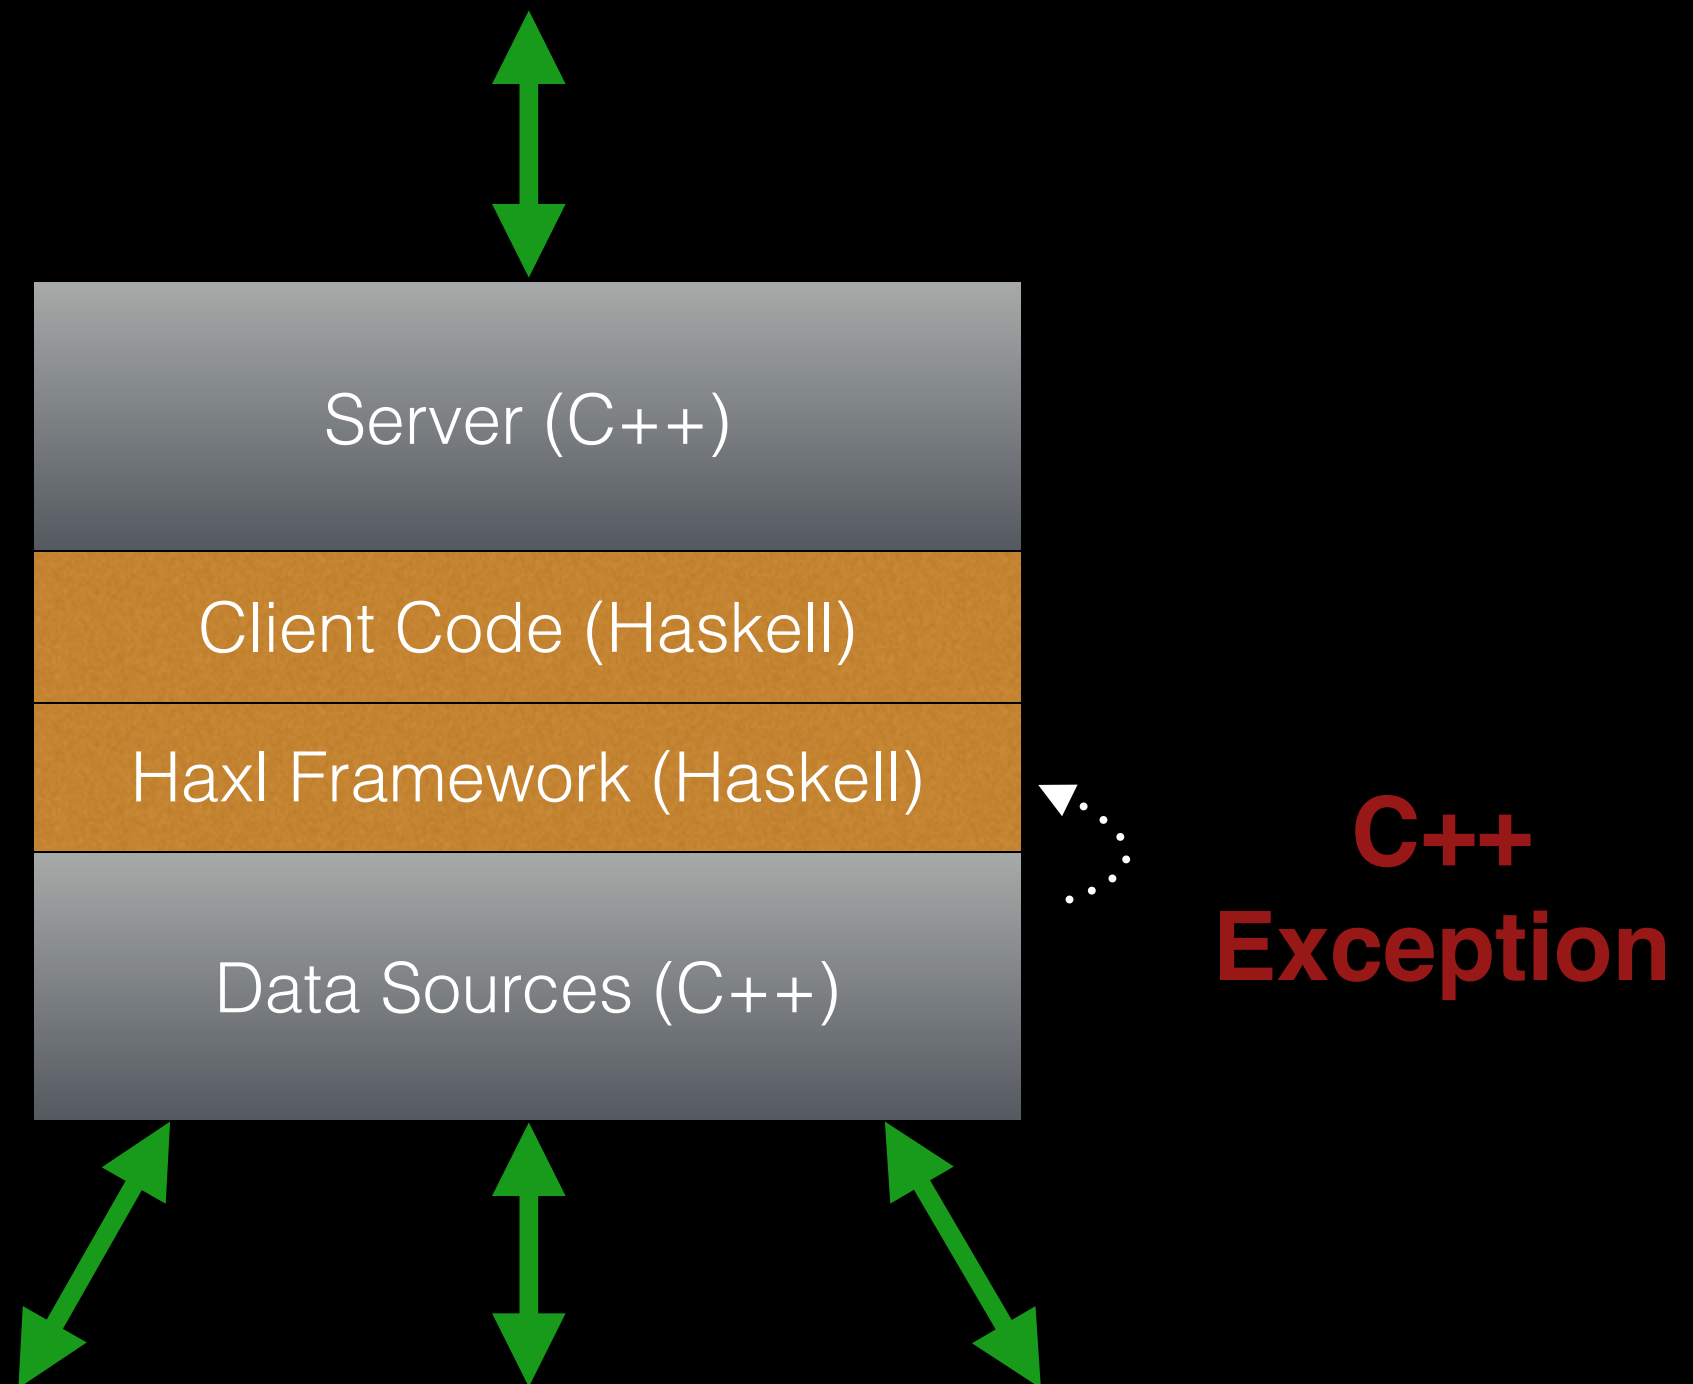 Server (C++)
Client Code (Haskell)
Haxl Framework (Haskell)
Data Sources (C++)
C++
Exception